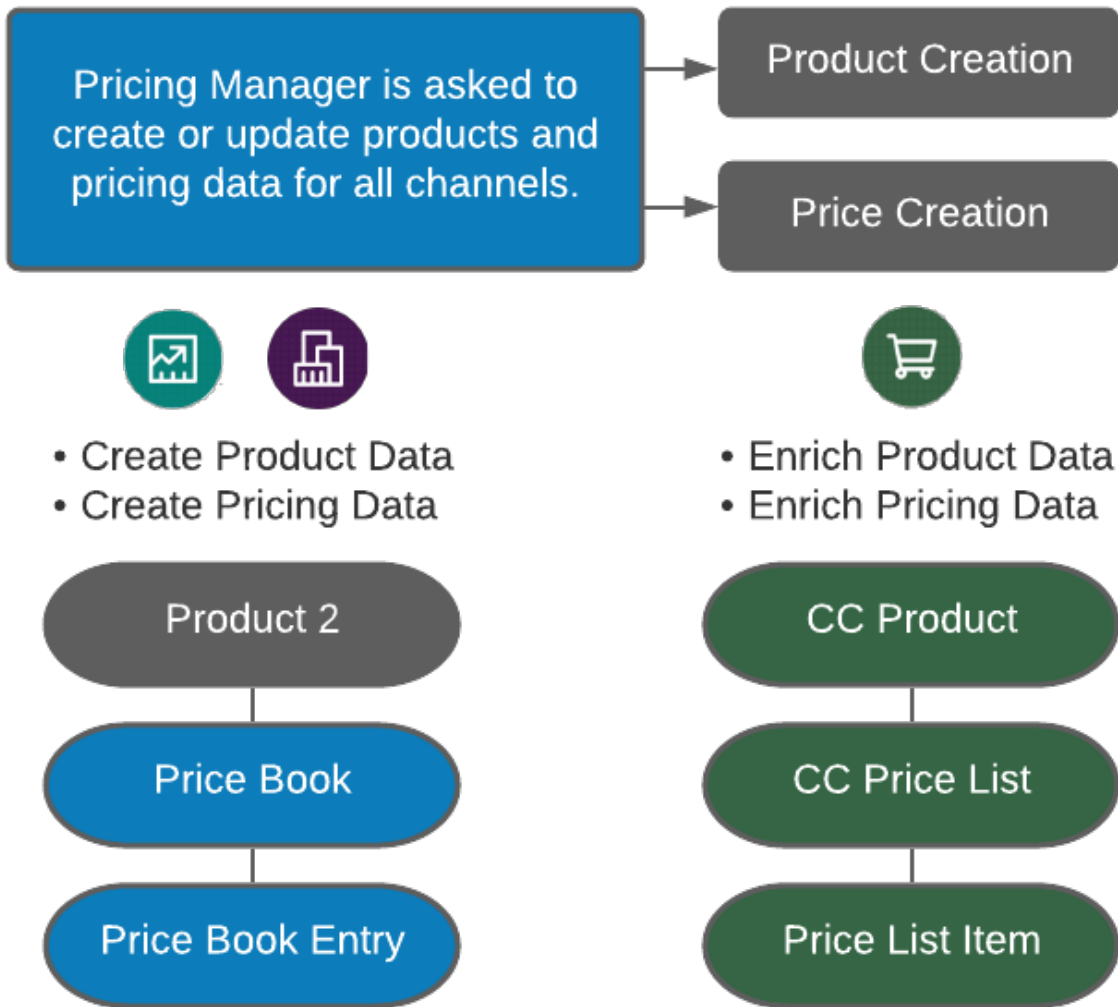 Pricing Manager is asked to
create or update products and
pricing data for all channels.
Product Creation
Price Creation
• Create Product Data
• Create Pricing Data
• Enrich Product Data
• Enrich Pricing Data
Product 2
Price Book
Price Book Entry
CC Product
CC Price List
Price List Item